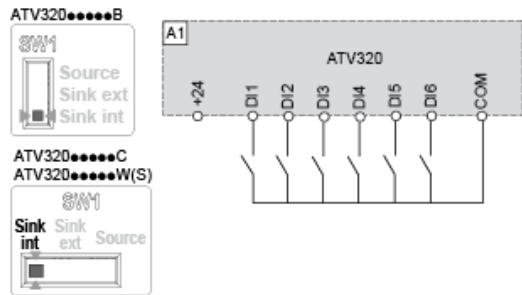 ATV320●●●●●B
SW1
Source
Sink ext
Sink int
A1
ATV320
+24
DI1
DI2
DI3
DI4
DI5
DI6
COM
ATV320●●●●●C
ATV320●●●●●W(S)
SW1
Sink int
Sink ext
Source